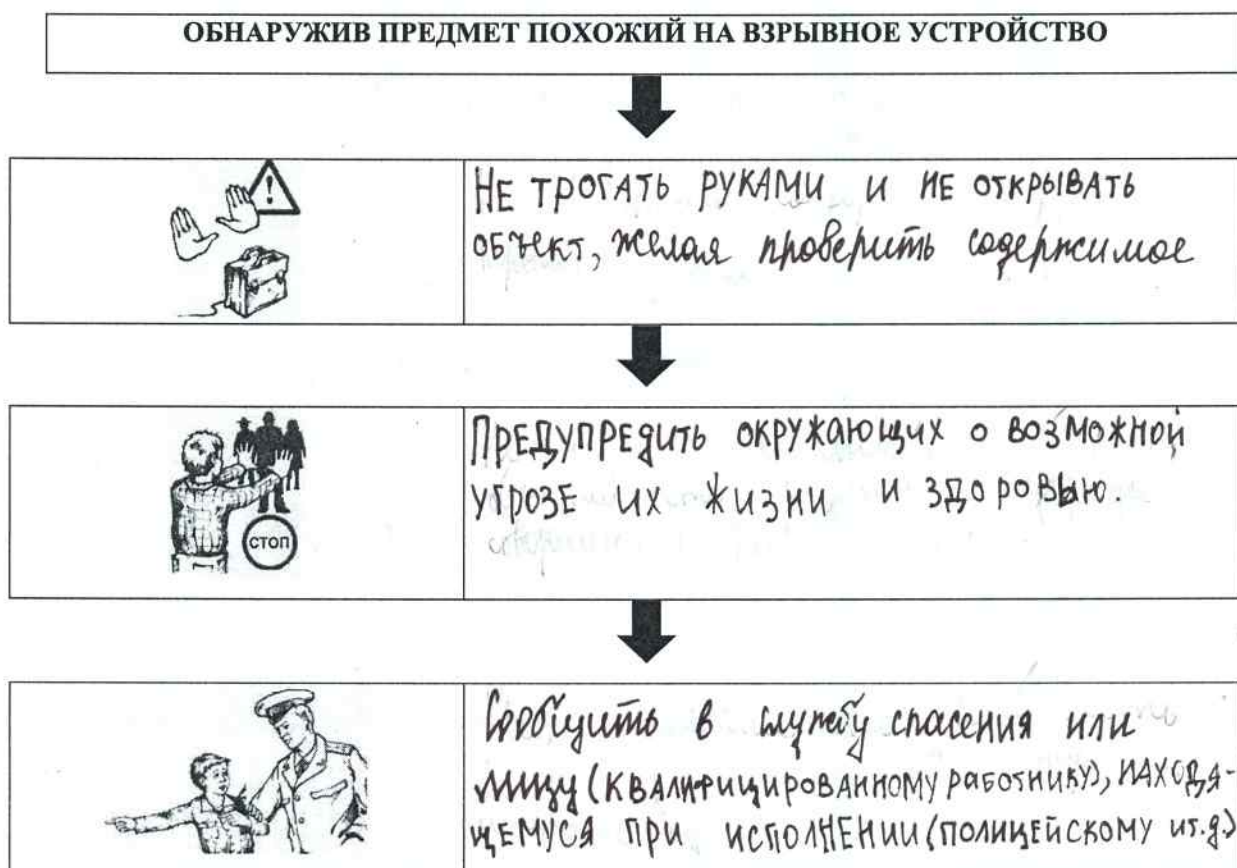 ОБНАРУЖИВ ПРЕДМЕТ ПОХОЖИЙ НА ВЗРЫВНОЕ УСТРОЙСТВО
НЕ ТРОГАТЬ РУКАМИ И НЕ ОТКРЫВАТЬ
ОБЪЕКТ, желая проверить содержимое
ПРЕДУПРЕДИТЬ ОКРУЖАЮЩИХ О ВОЗМОЖНОЙ
УГРОЗЕ ИХ ЖИЗНИ И ЗДОРОВЬЮ.
СТОП
Сообщить в службу спасения или
лицу (КВАЛИФИЦИРОВАННОМУ работнику), НАХОДЯ-
ЩЕМУСЯ ПРИ ИСПОЛНЕНИИ (ПОЛИЦЕЙСКОМУ и т.д.)